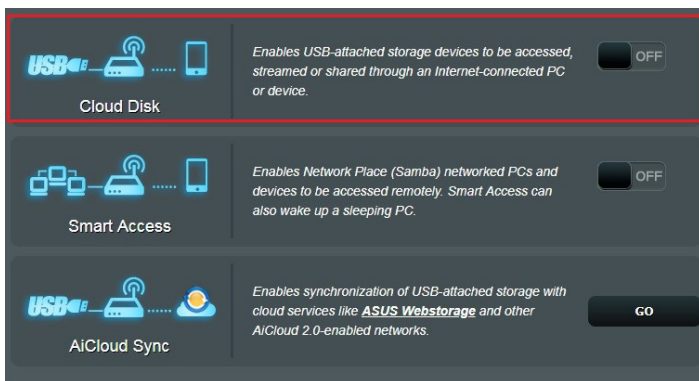 Enables USB-attached storage devices to be accessed,
USB
OFF
streamed or shared through an Internet-connected PC
or device.
Cloud Disk
Enables Network Place (Samba) networked PCs and
OFF
devices to be accessed remotely. Smart Access can
also wake up a sleeping PC.
Smart Access
Enables synchronization of USB-attached storage with
USB
cloud services like ASUS Webstorage and other
GO
AiCloud 2.0-enabled networks.
AiCloud Sync